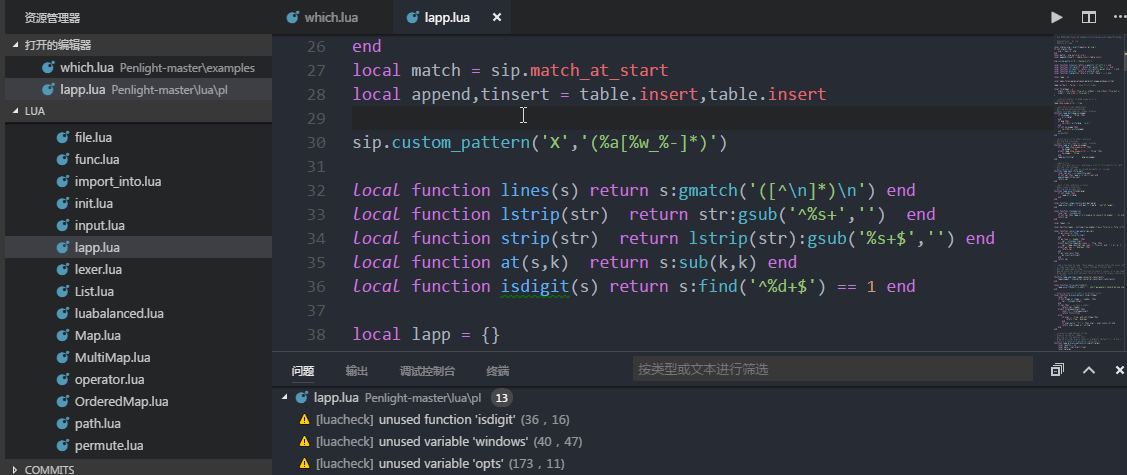 资源管理器
打开的编辑器
which.lua Penlight-master\examples
lapp.lua Penlight-master\lua\pl
LUA
file.lua
func.lua
import_into.lua
init.lua
input.lua
lapp.lua
lexer.lua
List.lua
luabalanced.lua
Map.lua
MultiMap.lua
operator.lua
OrderedMap.lua
path.lua
permute.lua
COMMITS
which.lua
lapp.lua
26 end
27 local match = sip.match_at_start
28 local append,tinsert = table.insert,table.insert
29
30 sip.custom_pattern('X','(%a[%w_%-]*)')
31
32 local function lines(s) return s:gmatch('([^\n]*)\n') end
33 local function lstrip(str)  return str:gsub('^%s+','')  end
34 local function strip(str)  return lstrip(str):gsub('%s+$','') end
35 local function at(s,k)  return s:sub(k,k) end
36 local function isdigit(s) return s:find('^%d+$') == 1 end
37
38 local lapp = {}
问题 输出 调试控制台 终端 按类型或文本进行筛选
lapp.lua Penlight-master\lua\pl 13
[luacheck] unused function 'isdigit' (36 , 16)
[luacheck] unused variable 'windows' (40 , 47)
[luacheck] unused variable 'opts' (173 , 11)